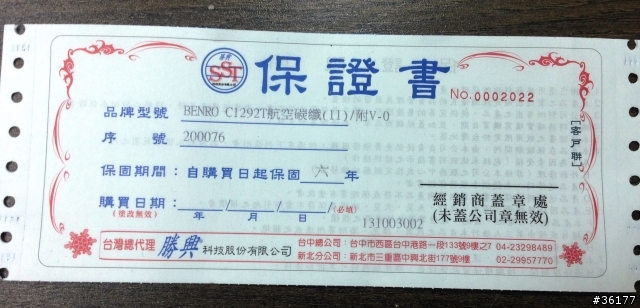 SST
保證書
No.0002022
品牌型號 BENRO C1292T航空碳纖(II)/附V-0
序 號 200076
保固期間：自購買日起保固 六 年
購買日期： / / / (必填)
(塗改無效) 年 月 日
131003002
經銷商蓋章處
(未蓋公司章無效)
[客戶聯]
台灣總代理 勝興科技股份有限公司
台中總公司：台中市西區台中港路一段133號9樓之7 04-23298489
新北分公司：新北市三重區中興北街177號9樓 02-29957770
#36177